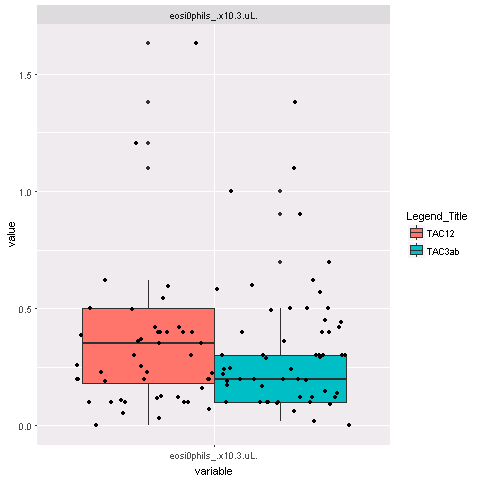 eosi0phils_.x10.3.uL.
1.5
1.0
0.5
0.0
value
eosi0phils_.x10.3.uL.
variable
Legend_Title
TAC12
TAC3ab